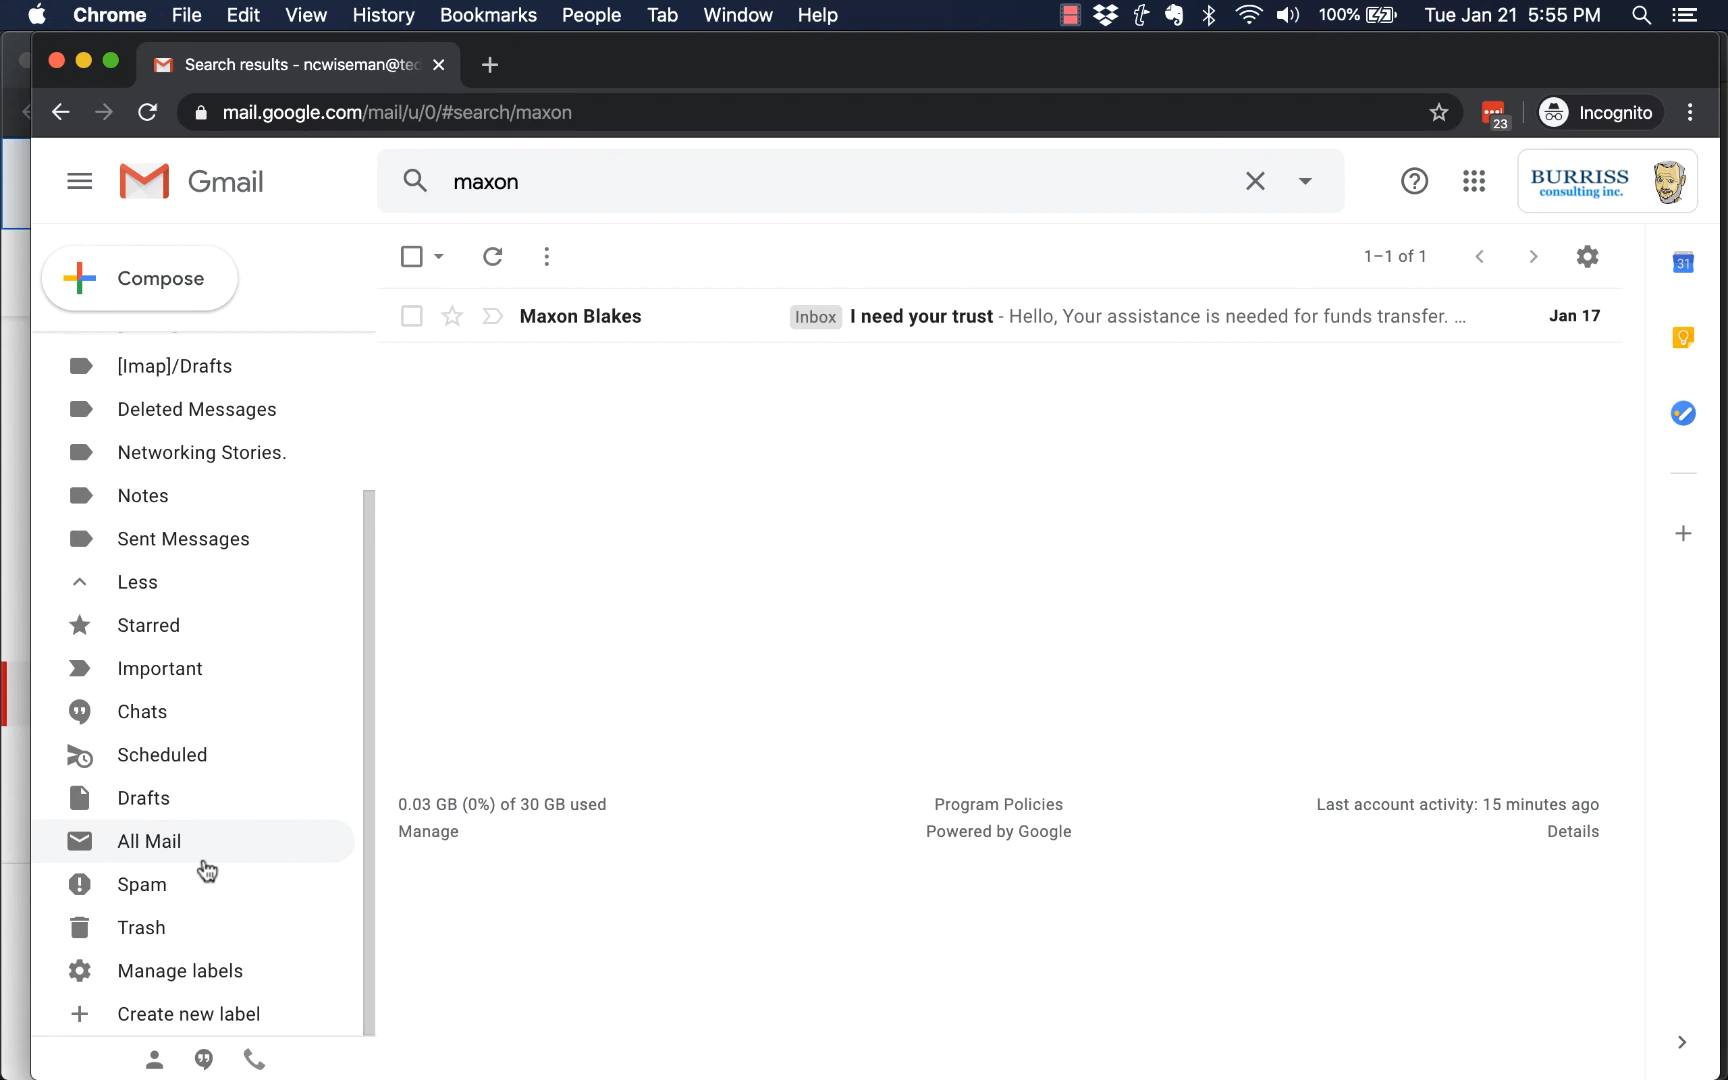 Chrome File Edit View History Bookmarks People Tab Window Help 100% Tue Jan 21 5:55 PM
Search results - ncwiseman@tec
mail.google.com/mail/u/0/#search/maxon 23 Incognito
Gmail maxon BURRISS
consulting inc.
Compose 1–1 of 1 31
Maxon Blakes Inbox I need your trust - Hello, Your assistance is needed for funds transfer. ... Jan 17
[Imap]/Drafts
Deleted Messages
Networking Stories.
Notes
Sent Messages
Less
Starred
Important
Chats
Scheduled
Drafts 0.03 GB (0%) of 30 GB used Program Policies Last account activity: 15 minutes ago
Manage Powered by Google Details
All Mail
Spam
Trash
Manage labels
Create new label